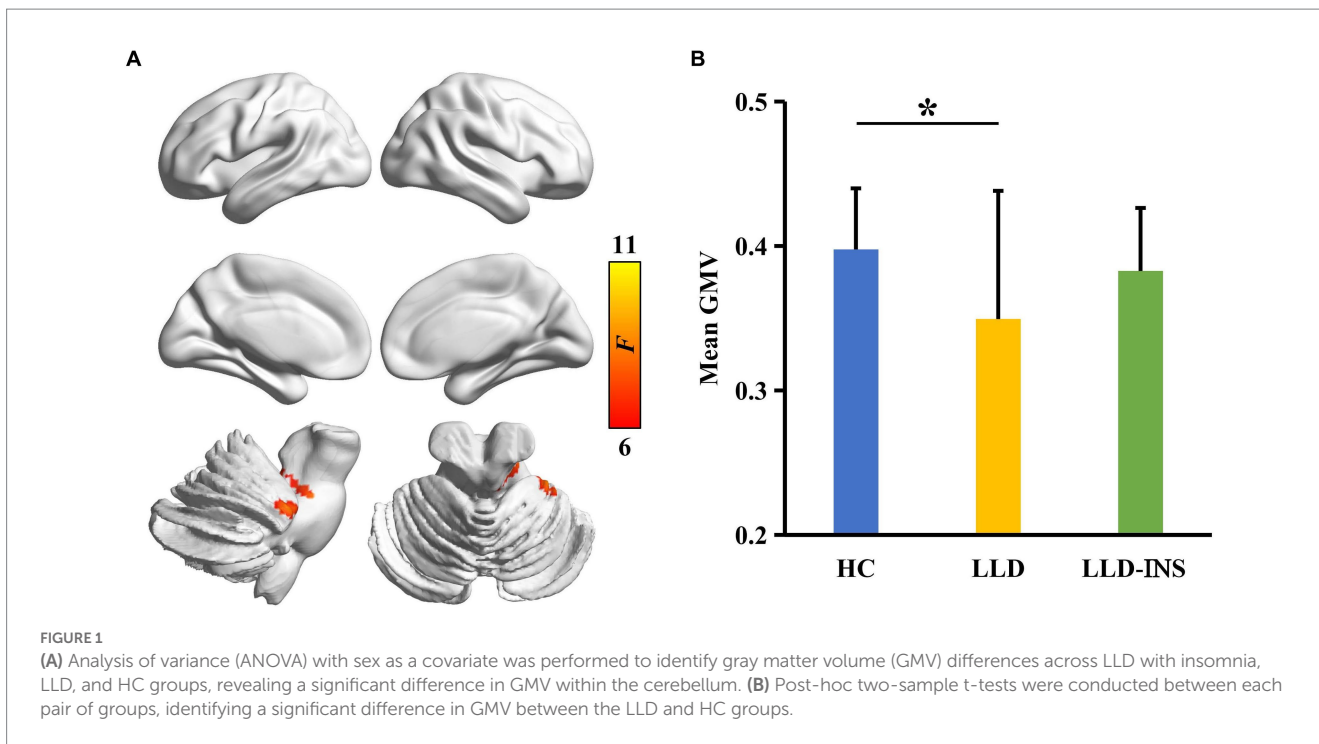 A
B
11
F
6
0.5
0.4
0.3
0.2
Mean GMV
*
HC LLD LLD-INS
FIGURE 1
(A) Analysis of variance (ANOVA) with sex as a covariate was performed to identify gray matter volume (GMV) differences across LLD with insomnia,
LLD, and HC groups, revealing a significant difference in GMV within the cerebellum. (B) Post-hoc two-sample t-tests were conducted between each
pair of groups, identifying a significant difference in GMV between the LLD and HC groups.